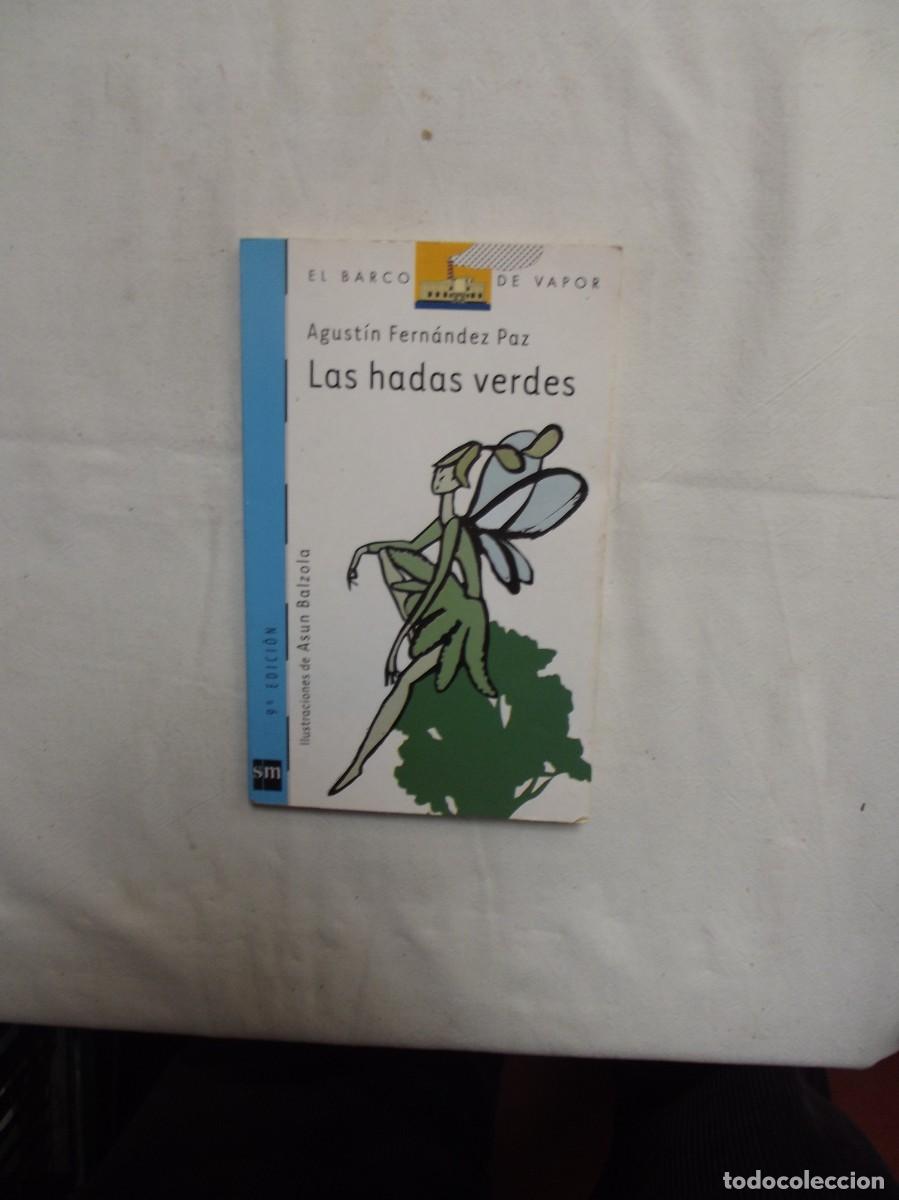 EL BARCO DE VAPOR
Agustín Fernández Paz
Las hadas verdes
Ilustraciones de Asun Balzola
9ª EDICIÓN
sm
todocoleccion